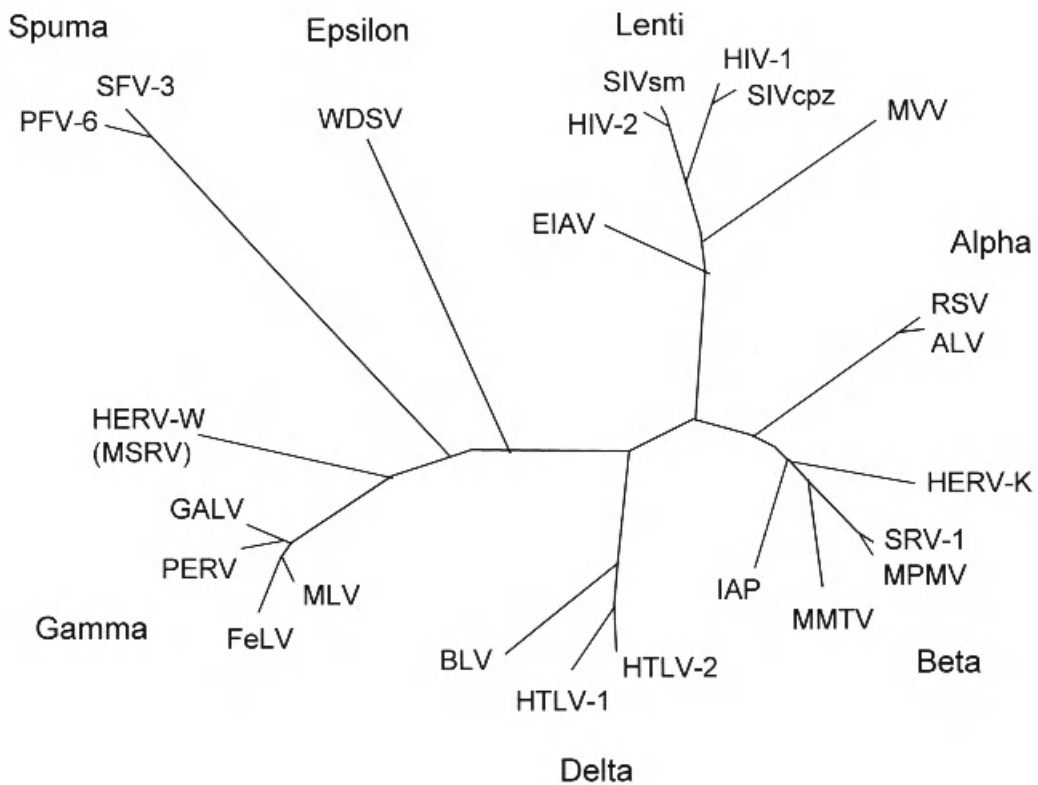 Spuma
Epsilon
Lenti
SFV-3
PFV-6
WDSV
SIVsm
HIV-2
HIV-1
SIVcpz
MVV
EIAV
Alpha
RSV
ALV
HERV-W
(MSRV)
GALV
PERV
MLV
FeLV
Gamma
HERV-K
SRV-1
MPMV
IAP
MMTV
Beta
BLV
HTLV-2
HTLV-1
Delta